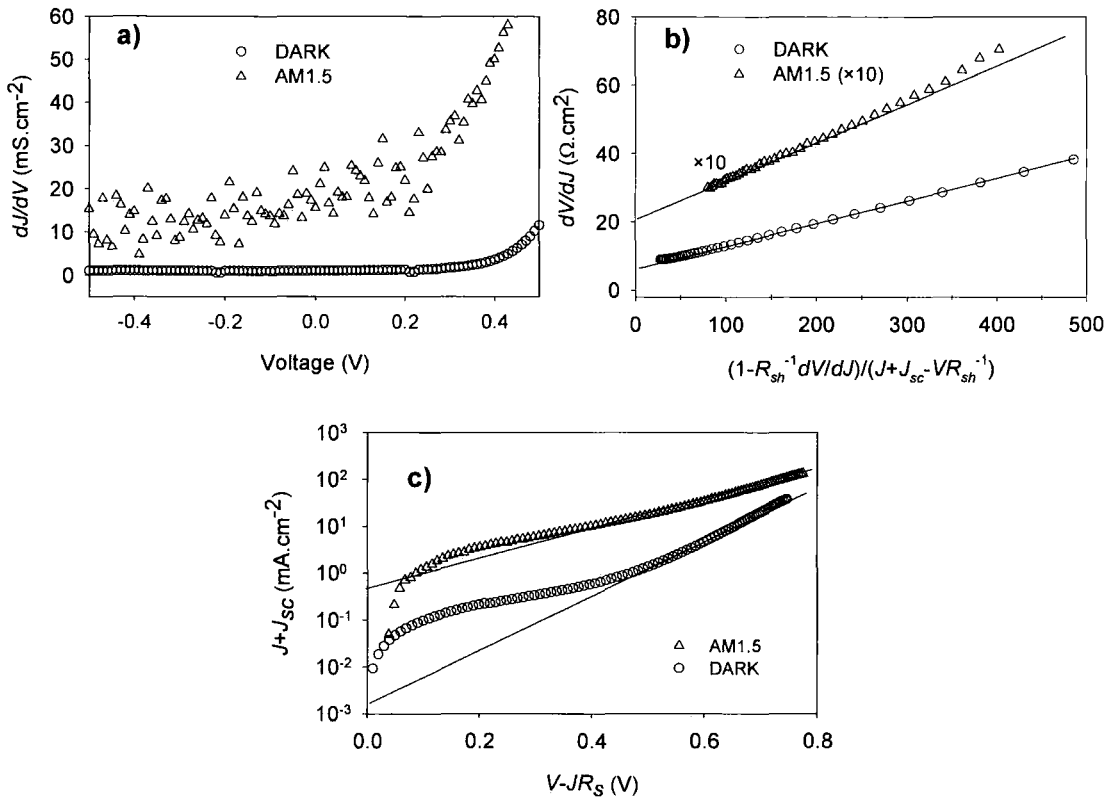 a)
DARK
AM1.5
60
50
40
30
20
10
0
dJ/dV (mS.cm⁻²)
-0.4
-0.2
0.0
0.2
0.4
Voltage (V)
b)
DARK
AM1.5 (×10)
×10
80
60
40
20
0
dV/dJ (Ω.cm²)
100
200
300
400
500
(1-Rsh⁻¹dV/dJ)/(J+Jsc-VRsh⁻¹)
c)
10³
10²
10¹
10⁰
10⁻¹
10⁻²
10⁻³
J+JSC (mA.cm⁻²)
AM1.5
DARK
0.0
0.2
0.4
0.6
0.8
V-JRS (V)